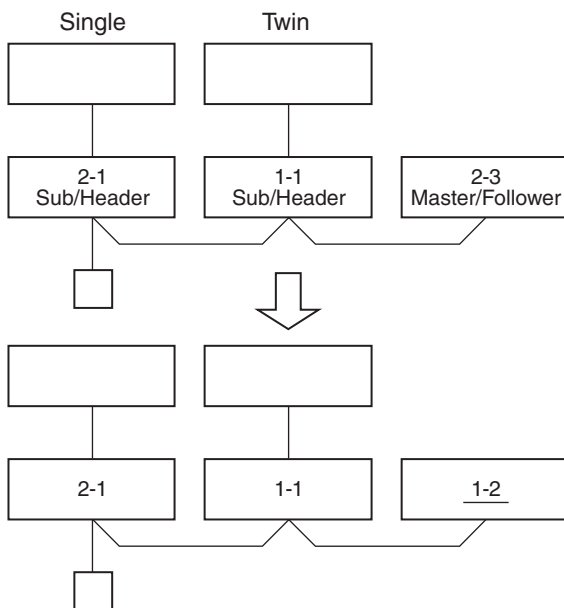 Single
Twin
2-1
Sub/Header
1-1
Sub/Header
2-3
Master/Follower
2-1
1-1
1-2